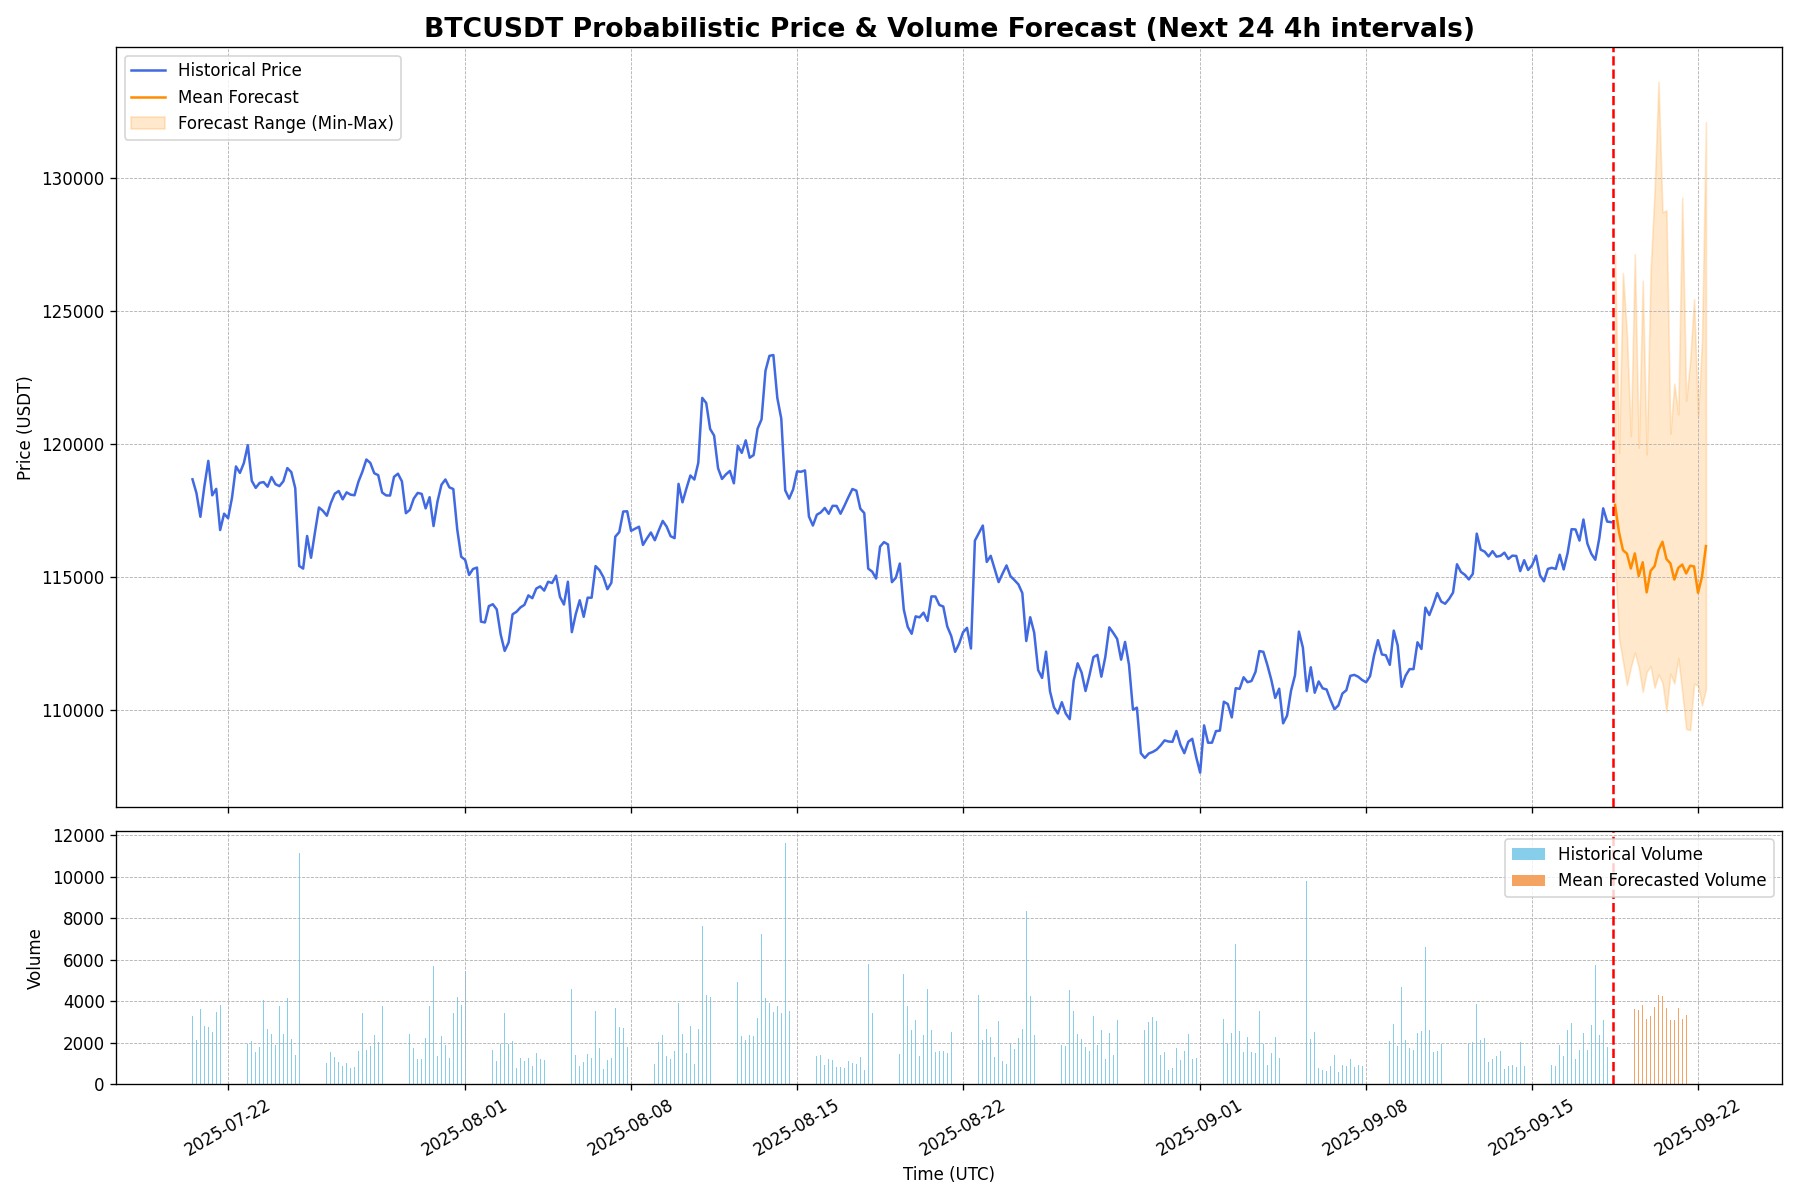 BTCUSDT Probabilistic Price & Volume Forecast (Next 24 4h intervals)
Historical Price
Mean Forecast
Forecast Range (Min-Max)
130000
125000
120000
115000
110000
Price (USDT)
12000
10000
8000
6000
4000
2000
0
Volume
Historical Volume
Mean Forecasted Volume
2025-07-22
2025-08-01
2025-08-08
2025-08-15
2025-08-22
2025-09-01
2025-09-08
2025-09-15
2025-09-22
Time (UTC)